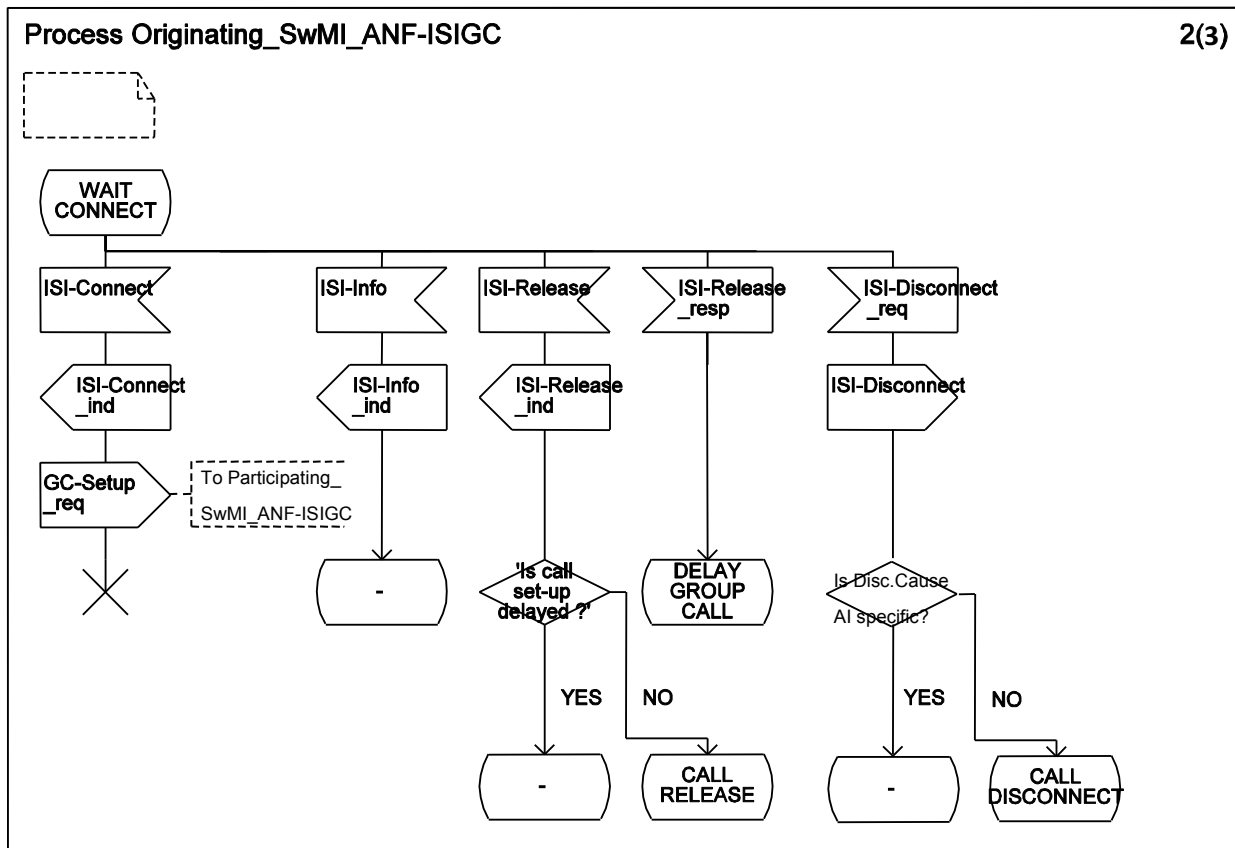 Process Originating_SwMI_ANF-ISIGC
2(3)
WAIT
CONNECT
ISI-Connect
ISI-Info
ISI-Release
ISI-Release
_resp
ISI-Disconnect
_req
ISI-Connect
_ind
ISI-Info
_ind
ISI-Release
_ind
ISI-Disconnect
GC-Setup
_req
To Participating_
SwMI_ANF-ISIGC
-
'Is call
set-up
delayed ?'
DELAY
GROUP
CALL
Is Disc.Cause
AI specific?
YES
NO
YES
NO
-
CALL
RELEASE
-
CALL
DISCONNECT